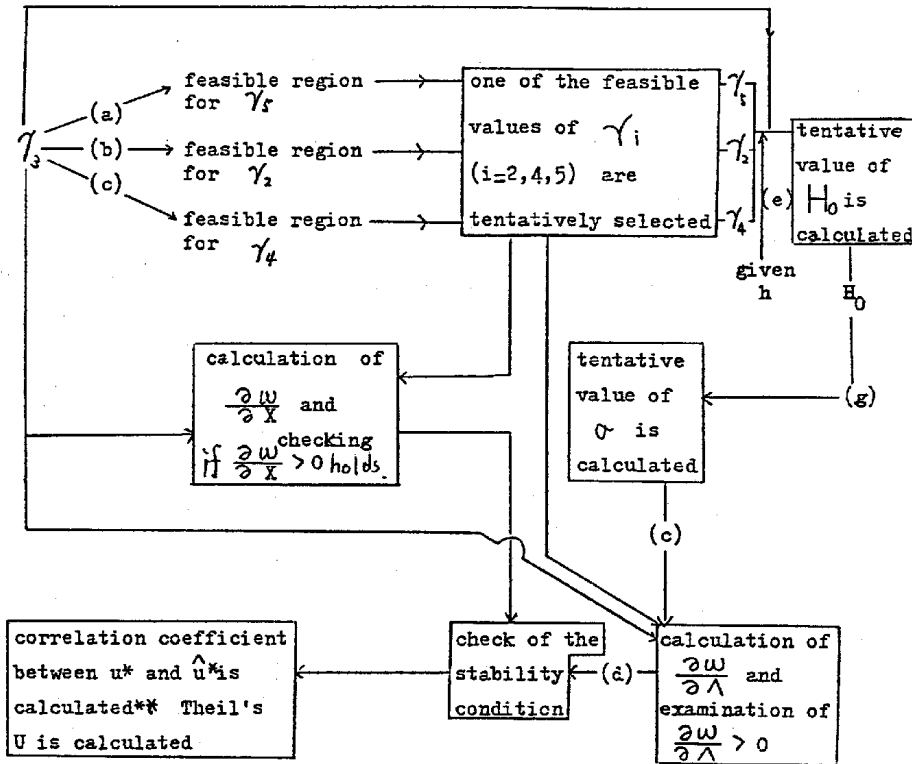 γ₃
(a)
(b)
(c)
feasible region
for γ₅
feasible region
for γ₂
feasible region
for γ₄
one of the feasible
values of γi
(i=2,4,5) are
tentatively selected
γ₅
γ₂
γ₄
(e)
given
h
tentative
value of
H₀ is
calculated
H₀
(g)
tentative
value of
σ is
calculated
(c)
calculation of
∂ω/∂X and
checking
if ∂ω/∂X > 0 holds.
calculation of
∂ω/∂Λ and
examination of
∂ω/∂Λ > 0
(d)
check of the
stability
condition
correlation coefficient
between u* and û*is
calculated** Theil's
U is calculated